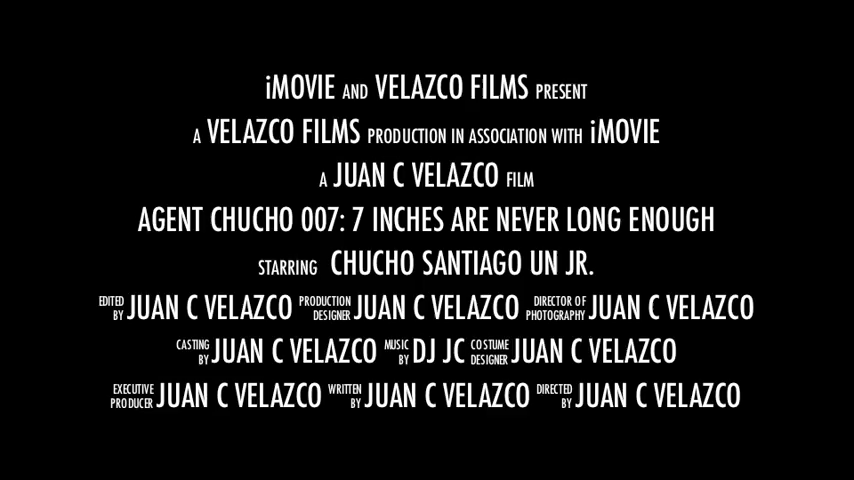 iMOVIE AND VELAZCO FILMS PRESENT
A VELAZCO FILMS PRODUCTION IN ASSOCIATION WITH iMOVIE
A JUAN C VELAZCO FILM
AGENT CHUCHO 007: 7 INCHES ARE NEVER LONG ENOUGH
STARRING CHUCHO SANTIAGO UN JR.
EDITED BY JUAN C VELAZCO PRODUCTION DESIGNER JUAN C VELAZCO DIRECTOR OF PHOTOGRAPHY JUAN C VELAZCO
CASTING BY JUAN C VELAZCO MUSIC BY DJ JC COSTUME DESIGNER JUAN C VELAZCO
EXECUTIVE PRODUCER JUAN C VELAZCO WRITTEN BY JUAN C VELAZCO DIRECTED BY JUAN C VELAZCO